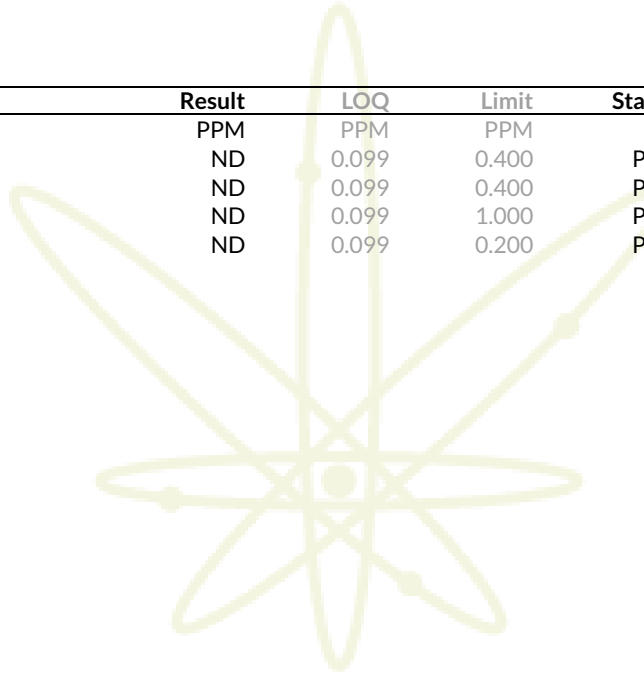 Result LOQ Limit Sta
PPM PPM PPM
ND 0.099 0.400 P
ND 0.099 0.400 P
ND 0.099 1.000 P
ND 0.099 0.200 P